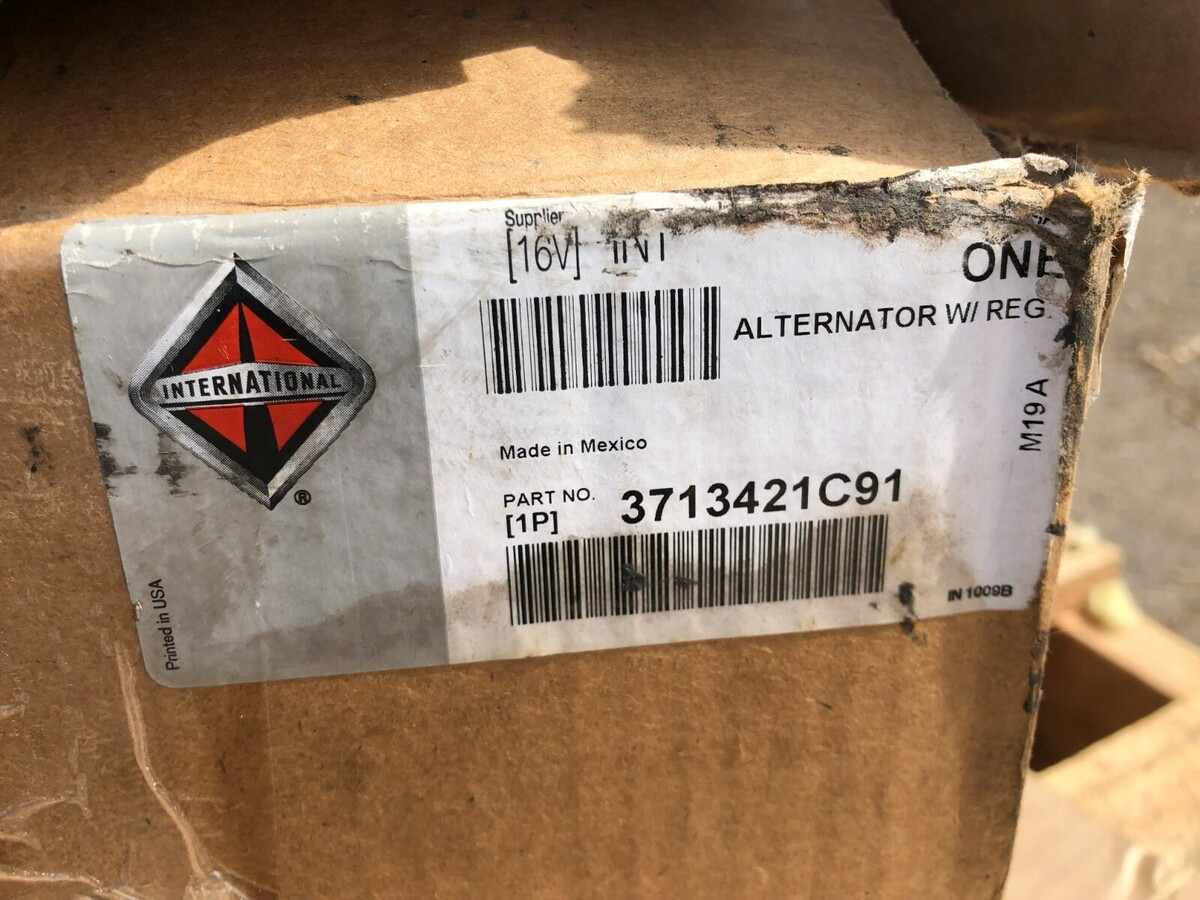 Supplier
[16V] INT
ONE
ALTERNATOR W/ REG.
INTERNATIONAL
®
M19A
Made in Mexico
PART NO. 3713421C91
[1P]
IN 1009B
Printed in USA